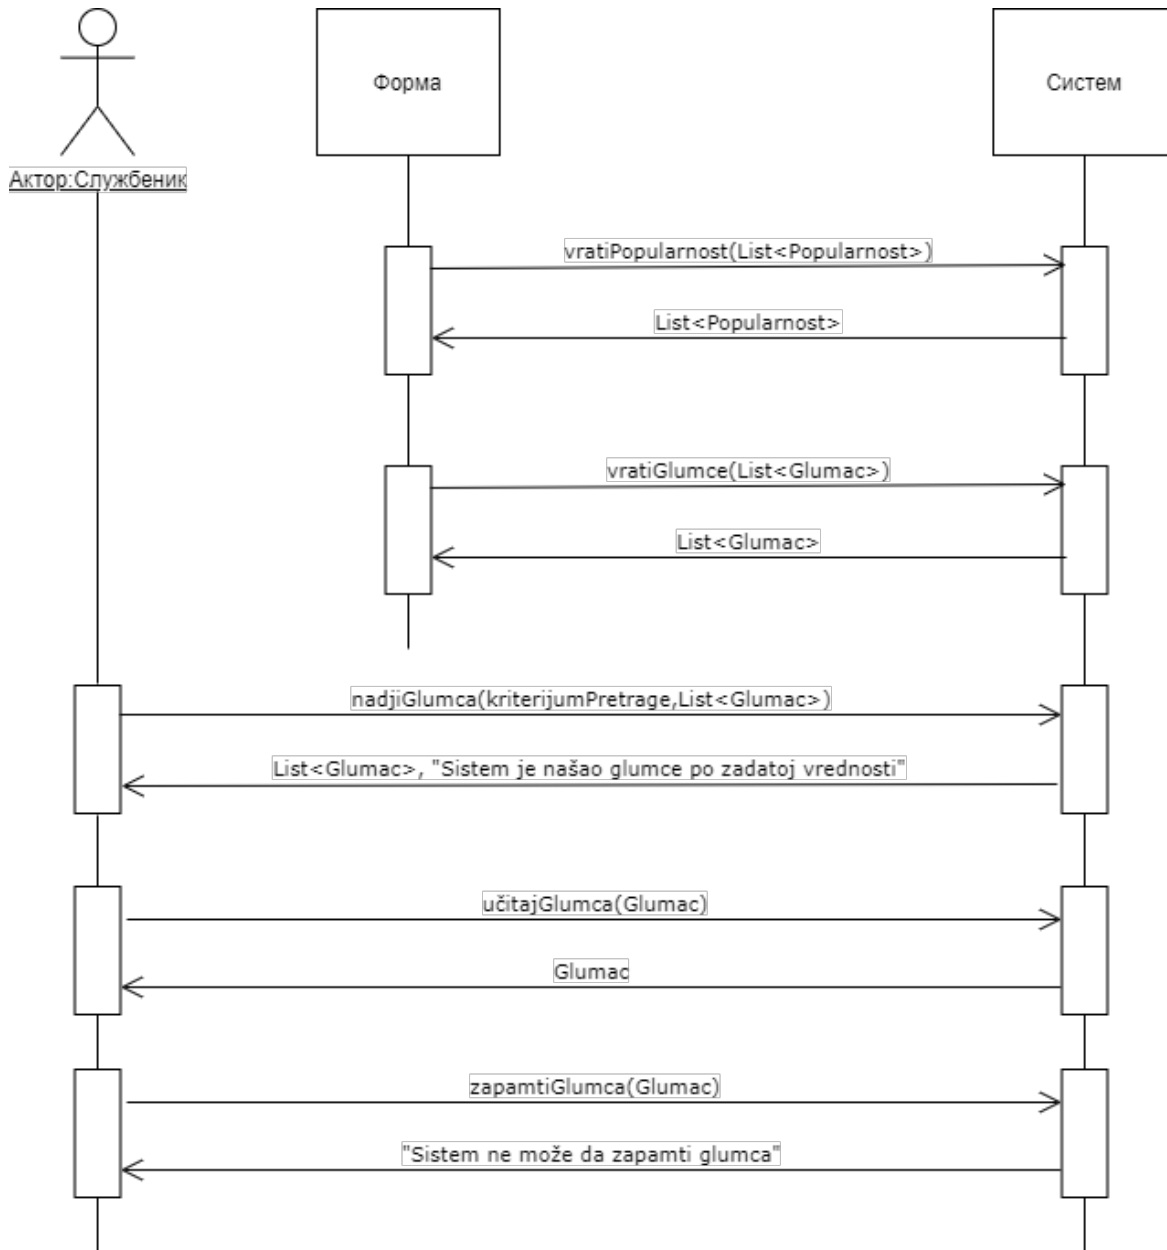 Форма
Систем
Актор:Службеник
vratiPopularnost(List<Popularnost>)
List<Popularnost>
vratiGlumce(List<Glumac>)
List<Glumac>
nadjiGlumca(kriterijumPretrage,List<Glumac>)
List<Glumac>, "Sistem je našao glumce po zadatoj vrednosti"
učitajGlumca(Glumac)
Glumac
zapamtiGlumca(Glumac)
"Sistem ne može da zapamti glumca"